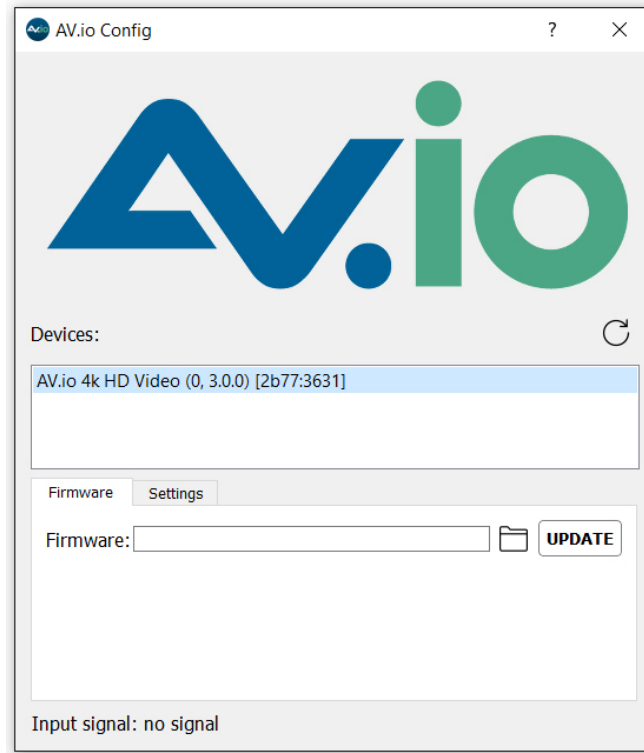 AV.io Config
AV.io
Devices:
AV.io 4k HD Video (0, 3.0.0) [2b77:3631]
Firmware Settings
Firmware: UPDATE
Input signal: no signal